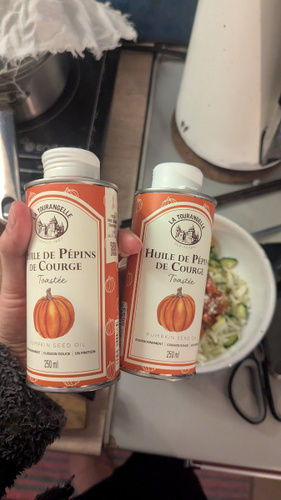 LA TOURANGELLE
HUILE DE PÉPINS
DE COURGE
Toastée
PUMPKIN SEED OIL
250 ml
LA TOURANGELLE
HUILE DE PÉPINS
DE COURGE
Toastée
PUMPKIN SEED OIL
250 ml